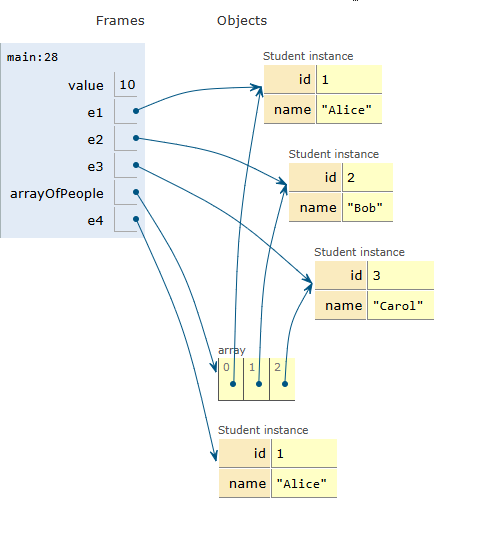 Frames
Objects
main:28
value 10
e1
e2
e3
arrayOfPeople
e4
Student instance
id 1
name "Alice"
Student instance
id 2
name "Bob"
Student instance
id 3
name "Carol"
array
0 1 2
Student instance
id 1
name "Alice"